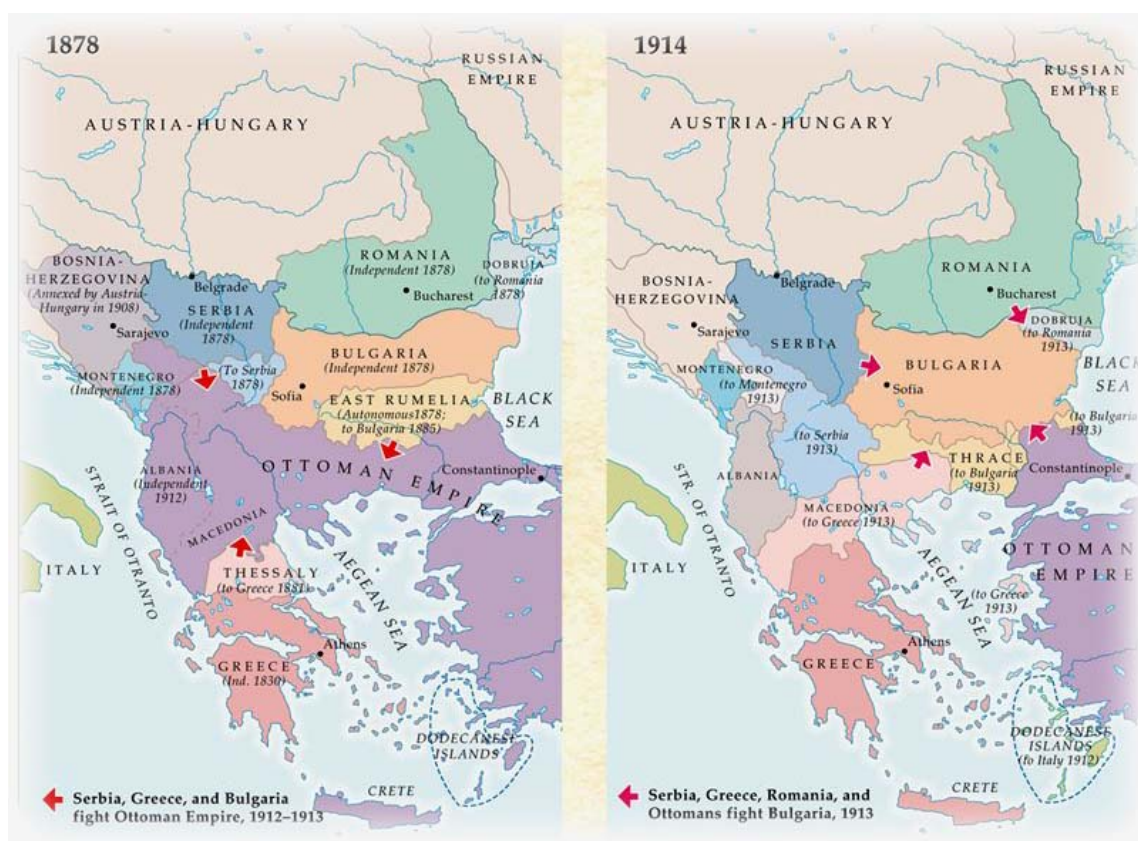 1878
RUSSIAN
EMPIRE
AUSTRIA-HUNGARY
BOSNIA-
HERZEGOVINA
(Annexed by Austria-
Hungary in 1908)
Sarajevo
Belgrade
SERBIA
(Independent
1878)
ROMANIA
(Independent 1878)
Bucharest
DOBRUJA
(to Romania
1878)
MONTENEGRO
(Independent 1878)
(To Serbia
1878)
BULGARIA
(Independent 1878)
Sofia
EAST RUMELIA
(Autonomous1878;
to Bulgaria 1885)
BLACK
SEA
ALBANIA
(Independent
1912)
OTTOMAN EMPIRE
Constantinople
MACEDONIA
STRAIT OF OTRANTO
ITALY
THESSALY
(to Greece 1881)
AEGEAN SEA
Athens
GREECE
(Ind. 1830)
DODECANESE
ISLANDS
CRETE
Serbia, Greece, and Bulgaria
fight Ottoman Empire, 1912–1913
1914
RUSSIAN
EMPIRE
AUSTRIA-HUNGARY
BOSNIA-
HERZEGOVINA
Sarajevo
Belgrade
SERBIA
ROMANIA
Bucharest
DOBRUJA
(to Romania
1913)
MONTENEGRO
(to Montenegro
1913)
BULGARIA
Sofia
BLACK
SEA
(to Serbia
1913)
(to Bulgaria
1913)
ALBANIA
THRACE
(to Bulgaria
1913)
Constantinople
MACEDONIA
(to Greece 1913)
STR. OF OTRANTO
ITALY
OTTOMAN
EMPIRE
AEGEAN SEA
(to Greece
1913)
Athens
GREECE
DODECANESE
ISLANDS
(to Italy 1912)
CRETE
Serbia, Greece, Romania, and
Ottomans fight Bulgaria, 1913